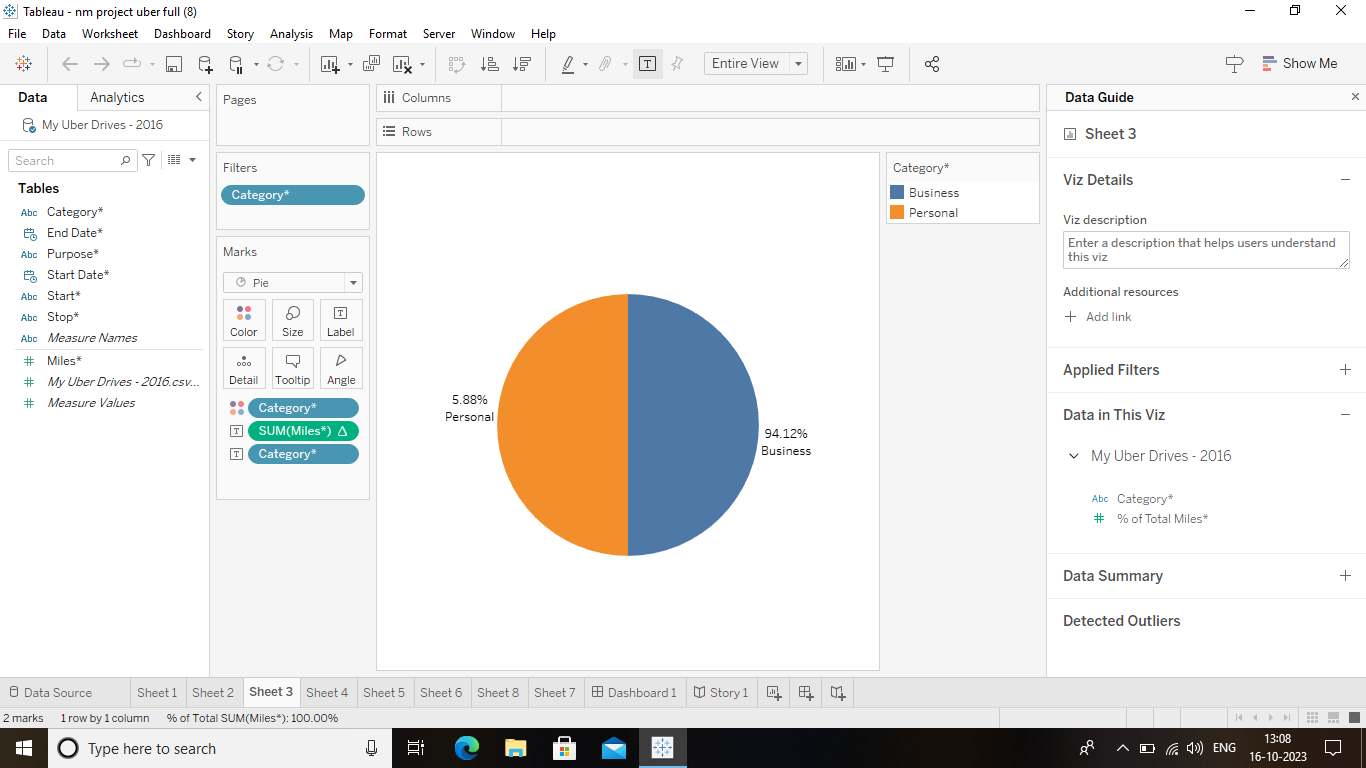 Tableau - nm project uber full (8)
File Data Worksheet Dashboard Story Analysis Map Format Server Window Help
Entire View
Show Me
Data Analytics
My Uber Drives - 2016
Search
Tables
Abc Category*
End Date*
Abc Purpose*
Start Date*
Abc Start*
Abc Stop*
Abc Measure Names
# Miles*
# My Uber Drives - 2016.csv...
# Measure Values
Pages
Filters
Category*
Marks
Pie
Color Size T Label
Detail Tooltip Angle
Category*
T SUM(Miles*) Δ
T Category*
Columns
Rows
5.88%
Personal
94.12%
Business
Category*
Business
Personal
Data Guide
Sheet 3
Viz Details
Viz description
Enter a description that helps users understand
this viz
Additional resources
+ Add link
Applied Filters
Data in This Viz
My Uber Drives - 2016
Abc Category*
# % of Total Miles*
Data Summary
Detected Outliers
Data Source Sheet 1 Sheet 2 Sheet 3 Sheet 4 Sheet 5 Sheet 6 Sheet 8 Sheet 7 Dashboard 1 Story 1
2 marks 1 row by 1 column % of Total SUM(Miles*): 100.00%
Type here to search
ENG
13:08
16-10-2023